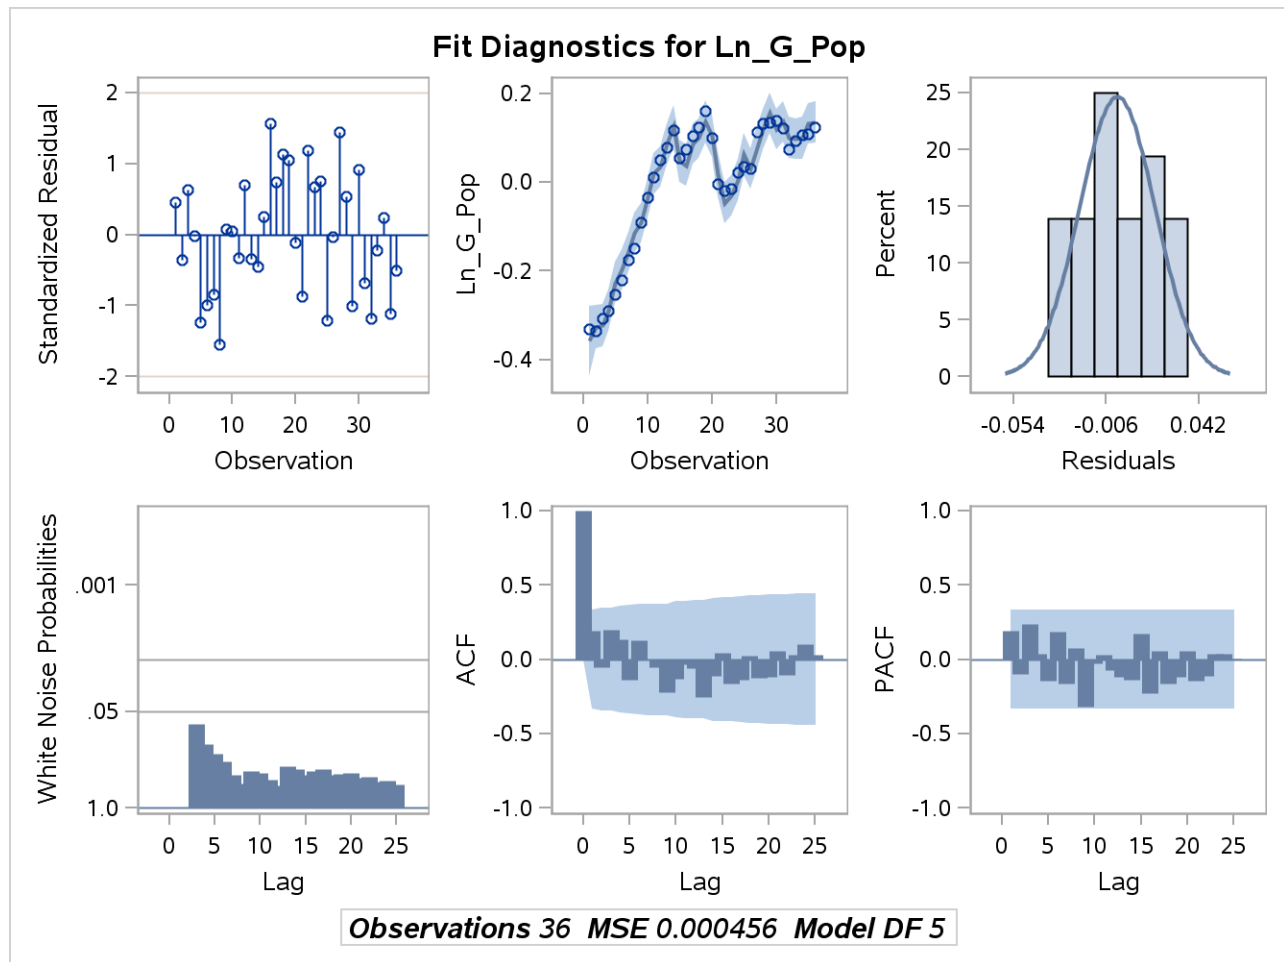 Fit Diagnostics for Ln_G_Pop
Standardized Residual
2
1
0
-1
-2
0 10 20 30
Observation
Ln_G_Pop
0.2
0.0
-0.2
-0.4
0 10 20 30
Observation
Percent
25
20
15
10
5
0
-0.054 -0.006 0.042
Residuals
White Noise Probabilities
.001
.05
1.0
0 5 10 15 20 25
Lag
ACF
1.0
0.5
0.0
-0.5
-1.0
0 5 10 15 20 25
Lag
PACF
1.0
0.5
0.0
-0.5
-1.0
0 5 10 15 20 25
Lag
Observations 36 MSE 0.000456 Model DF 5